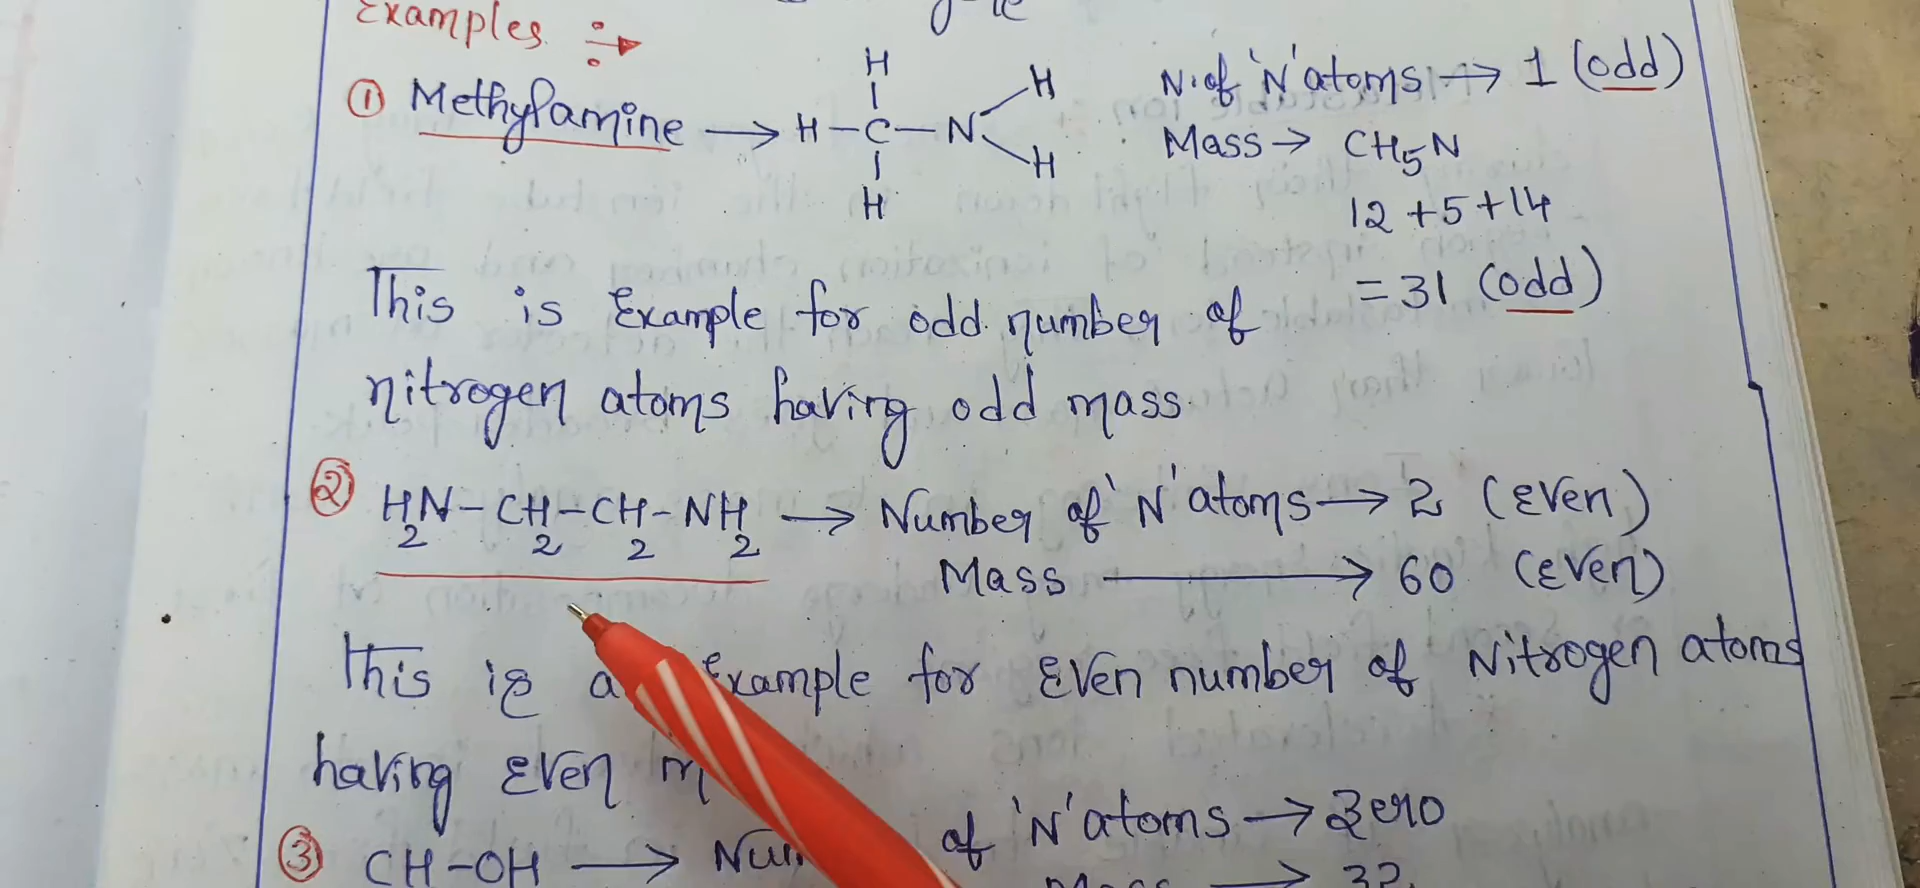 Examples ÷→
① Methylamine → H-C-N N.of 'N' atoms → 1 (odd)
H H H H
Mass → CH5N
12 + 5 + 14
= 31 (odd)
This is Example for odd number of
nitrogen atoms having odd mass.
② H2N-CH2-CH2-NH2 → Number of 'N' atoms → 2 (Even)
Mass → 60 (Even)
This is Example for Even number of Nitrogen atoms
having Even
③ CH-OH → of 'N' atoms → Zero
Mass → 32